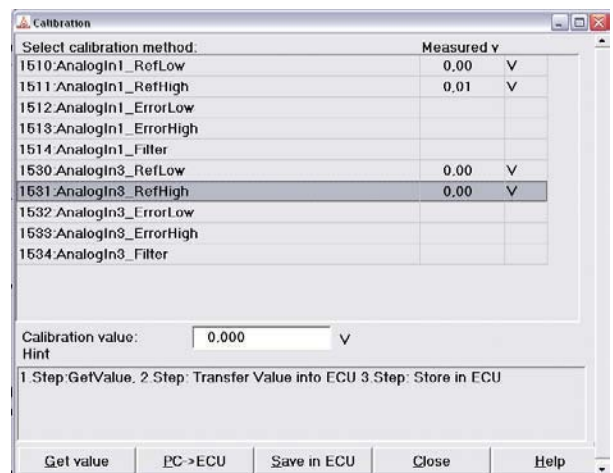 Calibration
Select calibration method: Measured v
1510:AnalogIn1_RefLow 0,00 V
1511:AnalogIn1_RefHigh 0,01 V
1512:AnalogIn1_ErrorLow
1513:AnalogIn1_ErrorHigh
1514:AnalogIn1_Filter
1530:AnalogIn3_RefLow 0,00 V
1531:AnalogIn3_RefHigh 0,00 V
1532:AnalogIn3_ErrorLow
1533:AnalogIn3_ErrorHigh
1534:AnalogIn3_Filter
Calibration value: 0.000 V
Hint
1.Step:GetValue, 2.Step: Transfer Value into ECU 3.Step: Store in ECU
Get value PC->ECU Save in ECU Close Help